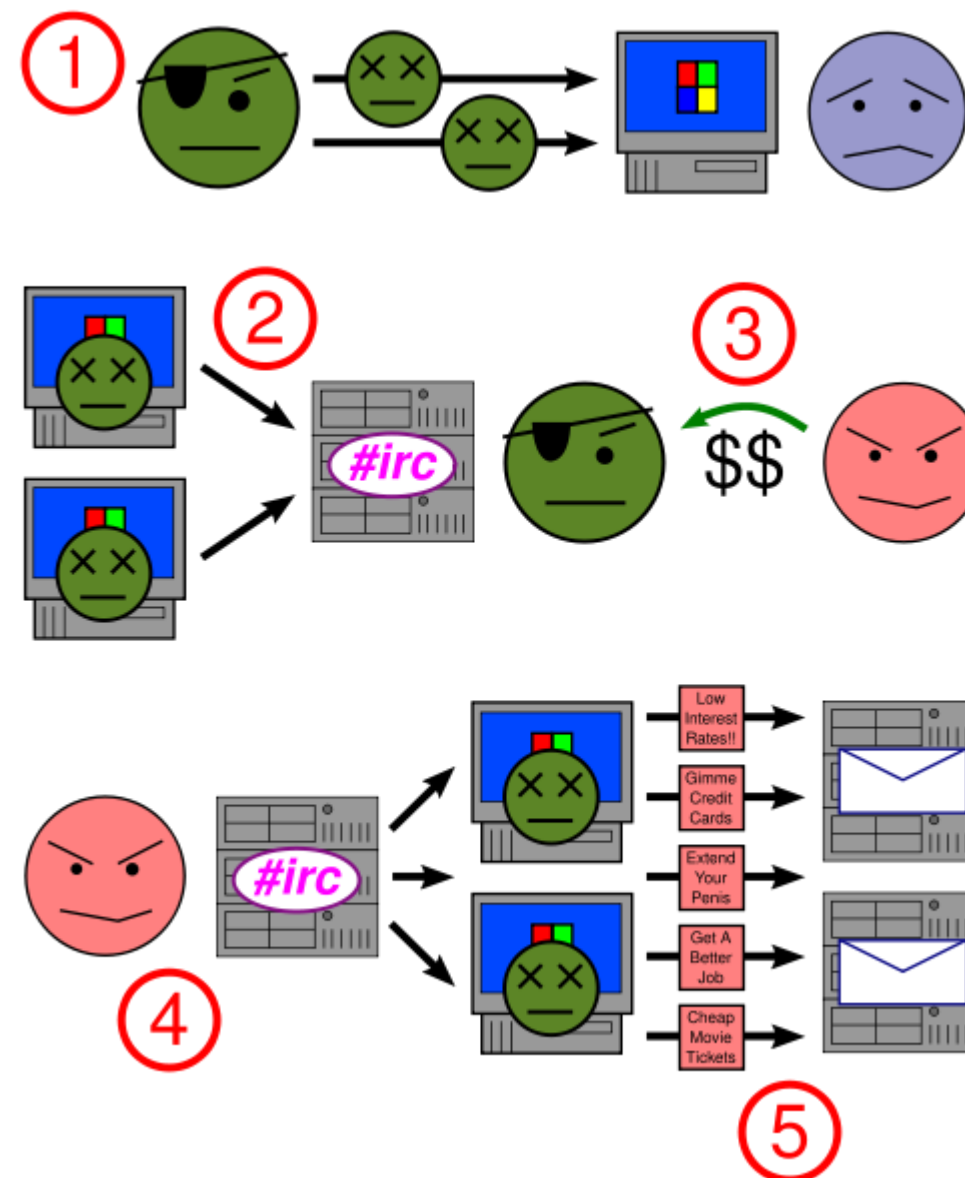 1
2
3
#irc
$$
Low
Interest
Rates!!
Gimme
Credit
Cards
#irc
Extend
Your
Penis
Get A
Better
Job
4
Cheap
Movie
Tickets
5